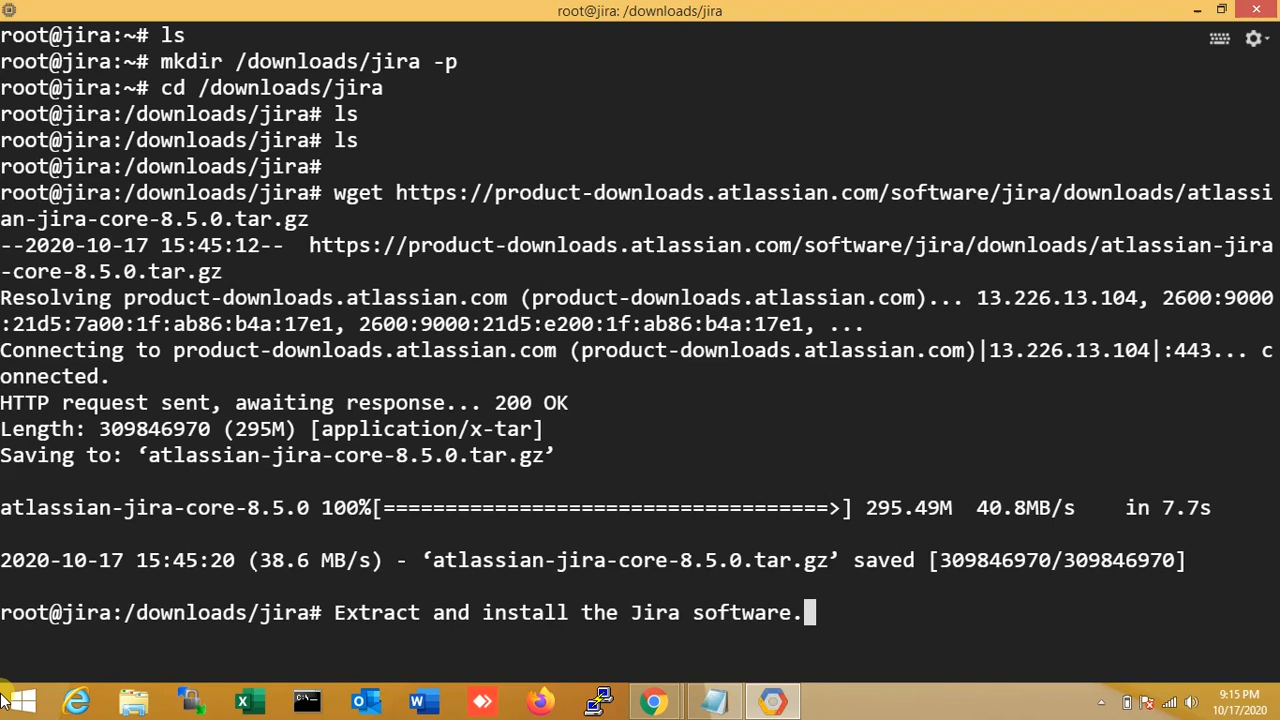 root@jira: /downloads/jira
root@jira:~# ls
root@jira:~# mkdir /downloads/jira -p
root@jira:~# cd /downloads/jira
root@jira:/downloads/jira# ls
root@jira:/downloads/jira# ls
root@jira:/downloads/jira#
root@jira:/downloads/jira# wget https://product-downloads.atlassian.com/software/jira/downloads/atlassi
an-jira-core-8.5.0.tar.gz
--2020-10-17 15:45:12--  https://product-downloads.atlassian.com/software/jira/downloads/atlassian-jira
-core-8.5.0.tar.gz
Resolving product-downloads.atlassian.com (product-downloads.atlassian.com)... 13.226.13.104, 2600:9000
:21d5:7a00:1f:ab86:b4a:17e1, 2600:9000:21d5:e200:1f:ab86:b4a:17e1, ...
Connecting to product-downloads.atlassian.com (product-downloads.atlassian.com)|13.226.13.104|:443... c
onnected.
HTTP request sent, awaiting response... 200 OK
Length: 309846970 (295M) [application/x-tar]
Saving to: ‘atlassian-jira-core-8.5.0.tar.gz’
atlassian-jira-core-8.5.0 100%[====================================>] 295.49M  40.8MB/s    in 7.7s
2020-10-17 15:45:20 (38.6 MB/s) - ‘atlassian-jira-core-8.5.0.tar.gz’ saved [309846970/309846970]
root@jira:/downloads/jira# Extract and install the Jira software.
9:15 PM
10/17/2020